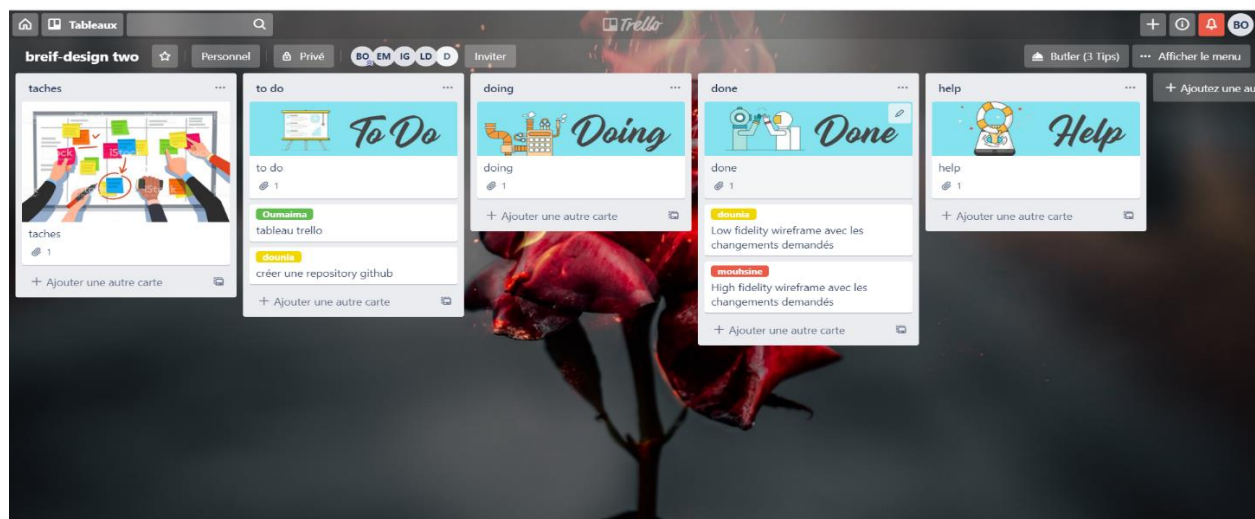 Tableaux
Trello
BO
breif-design two
Personnel
Privé
BO EM IG LD D
Inviter
Butler (3 Tips)
Afficher le menu
taches
iStock
taches
1
+ Ajouter une autre carte
to do
To Do
to do
1
Oumaima
tableau trello
dounia
créer une repository github
+ Ajouter une autre carte
doing
Doing
doing
1
+ Ajouter une autre carte
done
Done
done
1
dounia
Low fidelity wireframe avec les
changements demandés
mouhsine
High fidelity wireframe avec les
changements demandés
+ Ajouter une autre carte
help
Help
help
1
+ Ajouter une autre carte
+ Ajoutez une au